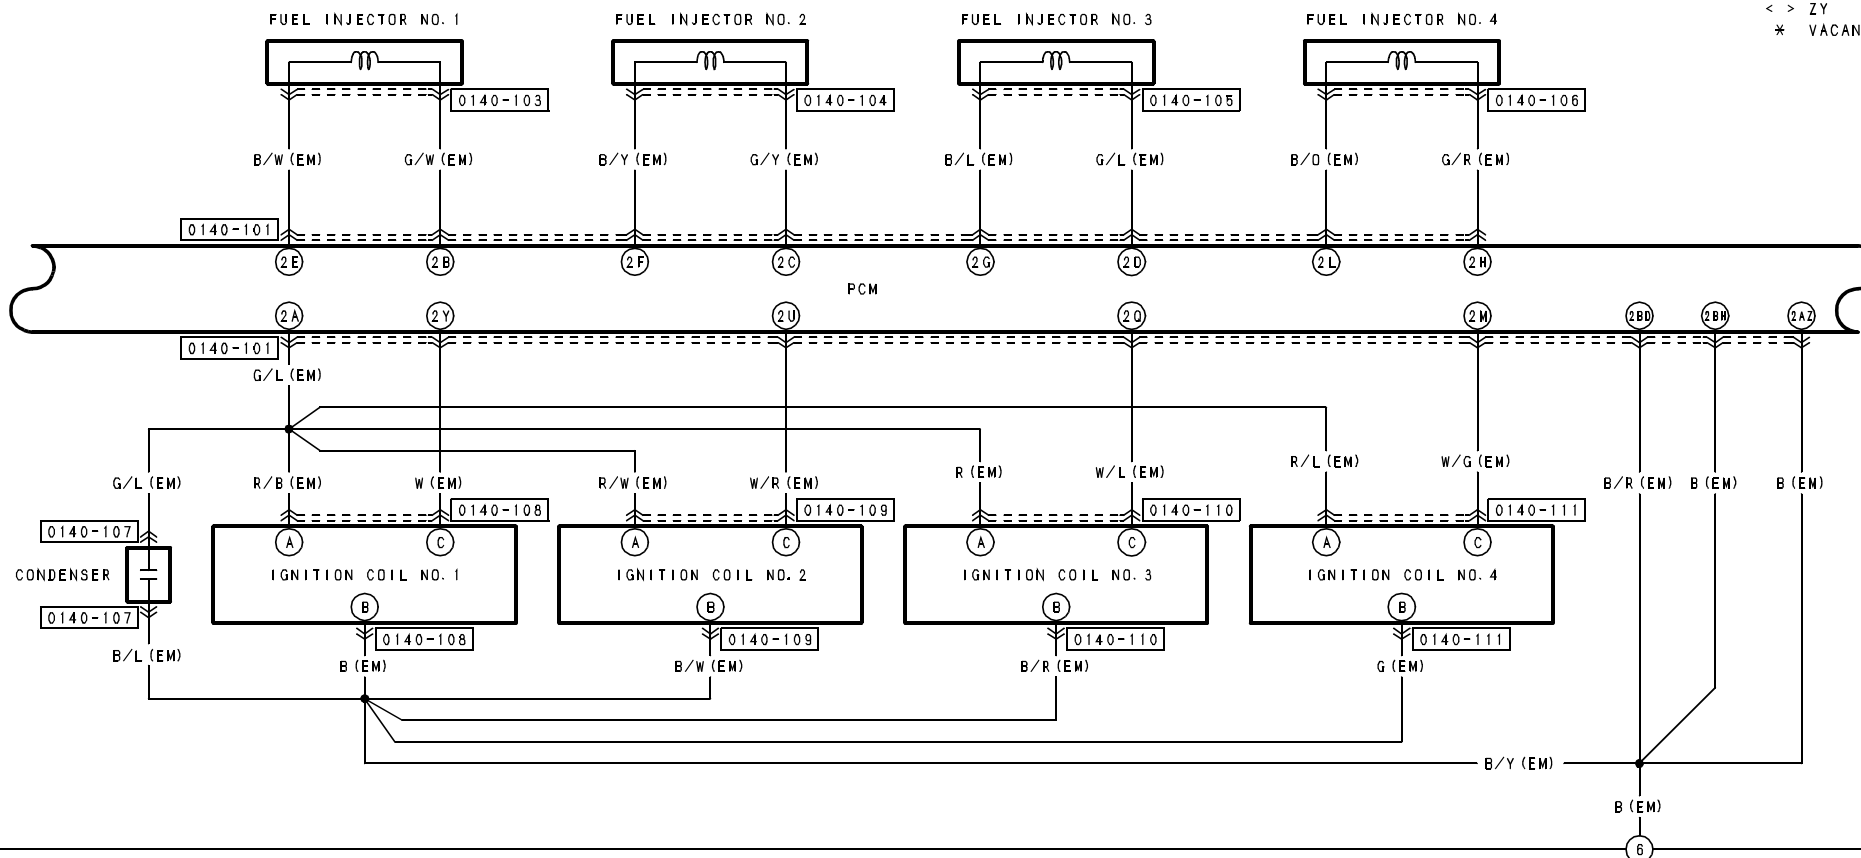 < > ZY
* VACAN
FUEL INJECTOR NO. 1
FUEL INJECTOR NO. 2
FUEL INJECTOR NO. 3
FUEL INJECTOR NO. 4
0140-103
0140-104
0140-105
0140-106
B/W (EM)
G/W (EM)
B/Y (EM)
G/Y (EM)
B/L (EM)
G/L (EM)
B/O (EM)
G/R (EM)
0140-101
2E
2B
2F
2C
2G
2D
2L
2H
PCM
2A
2Y
2U
2Q
2M
2BD
2BH
2AZ
0140-101
G/L (EM)
G/L (EM)
R/B (EM)
W (EM)
R/W (EM)
W/R (EM)
R (EM)
W/L (EM)
R/L (EM)
W/G (EM)
B/R (EM)
B (EM)
B (EM)
0140-107
0140-108
0140-109
0140-110
0140-111
A
C
A
C
A
C
A
C
CONDENSER
IGNITION COIL NO. 1
IGNITION COIL NO. 2
IGNITION COIL NO. 3
IGNITION COIL NO. 4
B
B
B
B
0140-107
0140-108
0140-109
0140-110
0140-111
B/L (EM)
B (EM)
B/W (EM)
B/R (EM)
G (EM)
B/Y (EM)
B (EM)
6